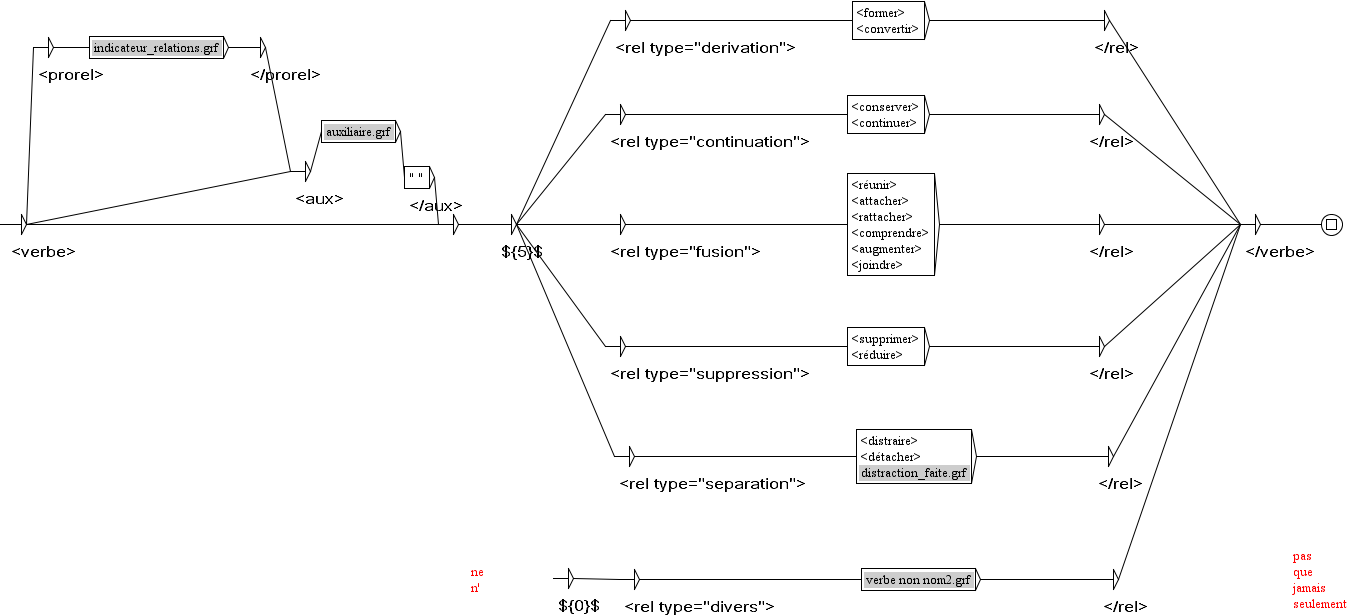 <former>
<convertir>
<rel type="derivation">
</rel>
indicateur_relations.grf
<prorel>
</prorel>
auxiliaire.grf
" "
<aux>
</aux>
<verbe>
<conserver>
<continuer>
<rel type="continuation">
</rel>
<réunir>
<attacher>
<rattacher>
<comprendre>
<augmenter>
<joindre>
${5}$
<rel type="fusion">
</rel>
</verbe>
<supprimer>
<réduire>
<rel type="suppression">
</rel>
<distraire>
<détacher>
distraction_faite.grf
<rel type="separation">
</rel>
ne
n'
verbe non nom2.grf
${0}$
<rel type="divers">
</rel>
pas
que
jamais
seulement